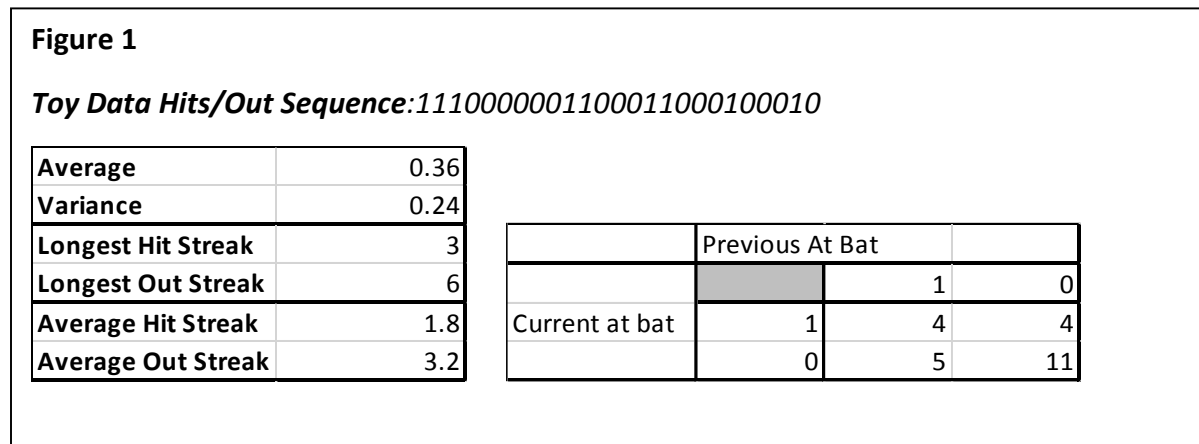 Figure 1
Toy Data Hits/Out Sequence:1110000001100011000100010
Average 0.36
Variance 0.24
Longest Hit Streak 3
Longest Out Streak 6
Average Hit Streak 1.8
Average Out Streak 3.2
Previous At Bat
1 0
Current at bat 1 4 4
0 5 11